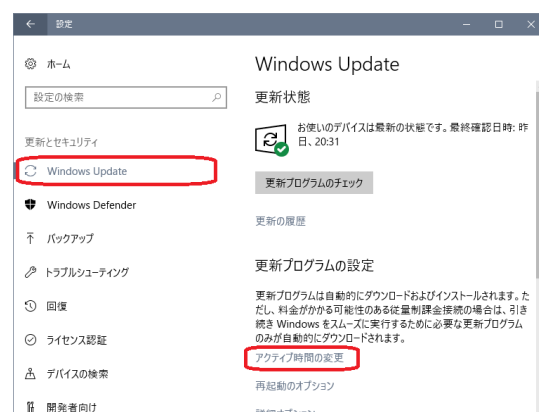 設定
ホーム
設定の検索
更新とセキュリティ
Windows Update
Windows Defender
バックアップ
トラブルシューティング
回復
ライセンス認証
デバイスの検索
開発者向け
Windows Update
更新状態
お使いのデバイスは最新の状態です。最終確認日時: 昨
日、20:31
更新プログラムのチェック
更新の履歴
更新プログラムの設定
更新プログラムは自動的にダウンロードおよびインストールされます。た
だし、料金がかかる可能性のある従量制課金接続の場合は、引き
続き Windows をスムーズに実行するために必要な更新プログラム
のみが自動的にダウンロードされます。
アクティブ時間の変更
再起動のオプション